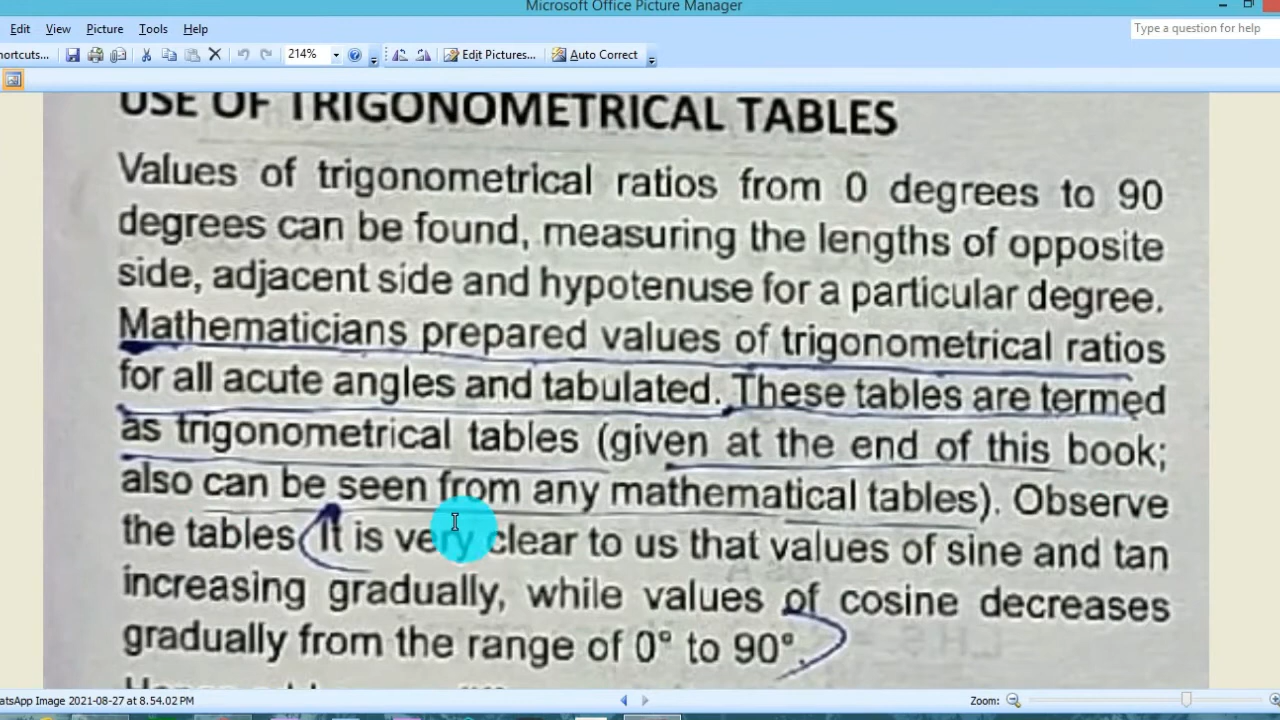 Microsoft Office Picture Manager
Edit View Picture Tools Help
Type a question for help
ortcuts... 214% Edit Pictures... Auto Correct
USE OF TRIGONOMETRICAL TABLES
Values of trigonometrical ratios from 0 degrees to 90
degrees can be found, measuring the lengths of opposite
side, adjacent side and hypotenuse for a particular degree.
Mathematicians prepared values of trigonometrical ratios
for all acute angles and tabulated. These tables are termed
as trigonometrical tables (given at the end of this book;
also can be seen from any mathematical tables). Observe
the tables It is very clear to us that values of sine and tan
increasing gradually, while values of cosine decreases
gradually from the range of 0° to 90°.
atsApp Image 2021-08-27 at 8.54.02 PM
Zoom: